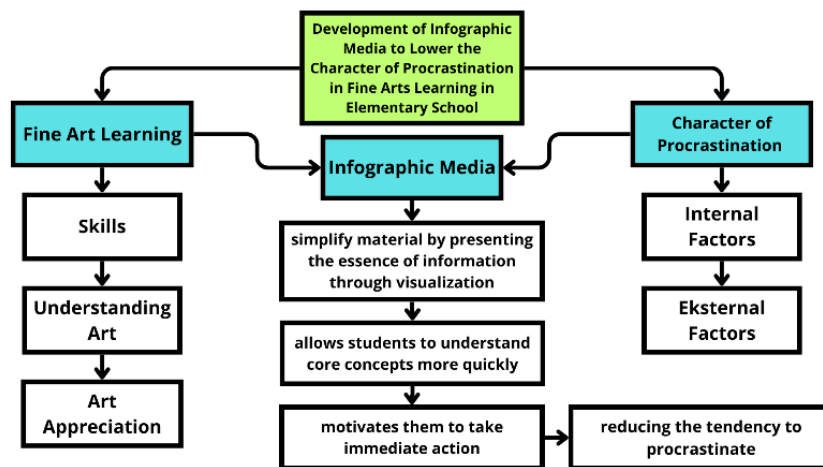 Development of Infographic
Media to Lower the
Character of Procrastination
in Fine Arts Learning in
Elementary School
Fine Art Learning
Infographic Media
Character of
Procrastination
Skills
simplify material by presenting
the essence of information
through visualization
Internal
Factors
Understanding
Art
allows students to understand
core concepts more quickly
Eksternal
Factors
Art
Appreciation
motivates them to take
immediate action
reducing the tendency to
procrastinate